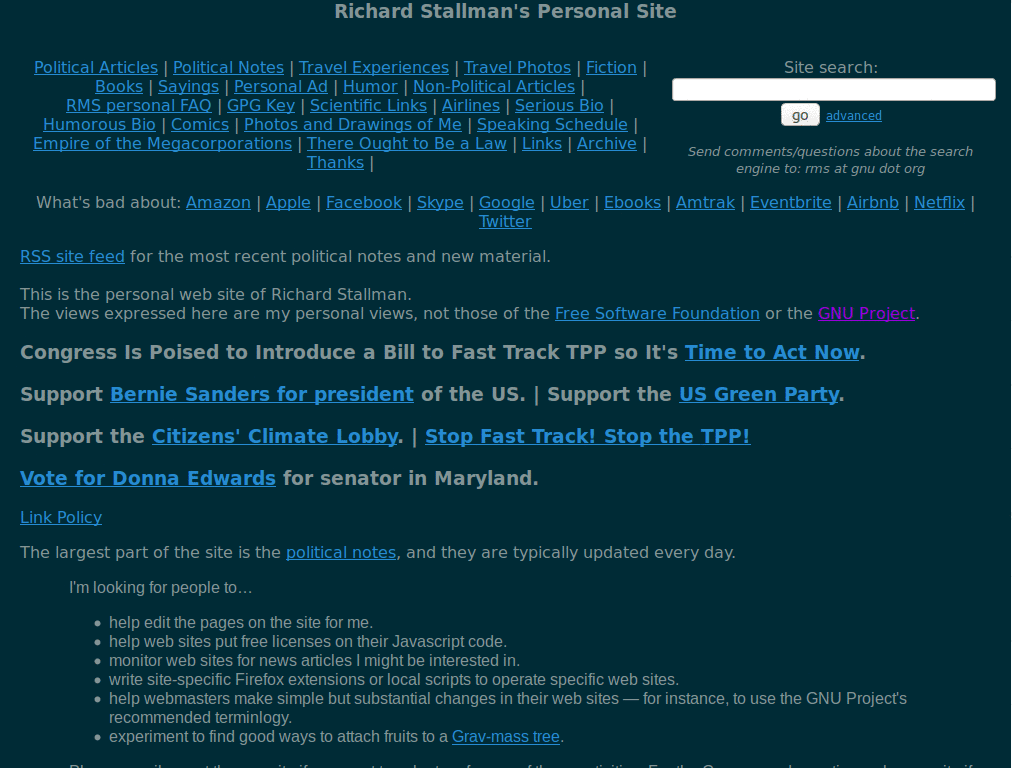 Richard Stallman's Personal Site
Political Articles | Political Notes | Travel Experiences | Travel Photos | Fiction |
Books | Sayings | Personal Ad | Humor | Non-Political Articles |
RMS personal FAQ | GPG Key | Scientific Links | Airlines | Serious Bio |
Humorous Bio | Comics | Photos and Drawings of Me | Speaking Schedule |
Empire of the Megacorporations | There Ought to Be a Law | Links | Archive |
Thanks |
Site search:
go advanced
Send comments/questions about the search
engine to: rms at gnu dot org
What's bad about: Amazon | Apple | Facebook | Skype | Google | Uber | Ebooks | Amtrak | Eventbrite | Airbnb | Netflix |
Twitter
RSS site feed for the most recent political notes and new material.
This is the personal web site of Richard Stallman.
The views expressed here are my personal views, not those of the Free Software Foundation or the GNU Project.
Congress Is Poised to Introduce a Bill to Fast Track TPP so It's Time to Act Now.
Support Bernie Sanders for president of the US. | Support the US Green Party.
Support the Citizens' Climate Lobby. | Stop Fast Track! Stop the TPP!
Vote for Donna Edwards for senator in Maryland.
Link Policy
The largest part of the site is the political notes, and they are typically updated every day.
I'm looking for people to…
• help edit the pages on the site for me.
• help web sites put free licenses on their Javascript code.
• monitor web sites for news articles I might be interested in.
• write site-specific Firefox extensions or local scripts to operate specific web sites.
• help webmasters make simple but substantial changes in their web sites — for instance, to use the GNU Project's
recommended terminlogy.
• experiment to find good ways to attach fruits to a Grav-mass tree.